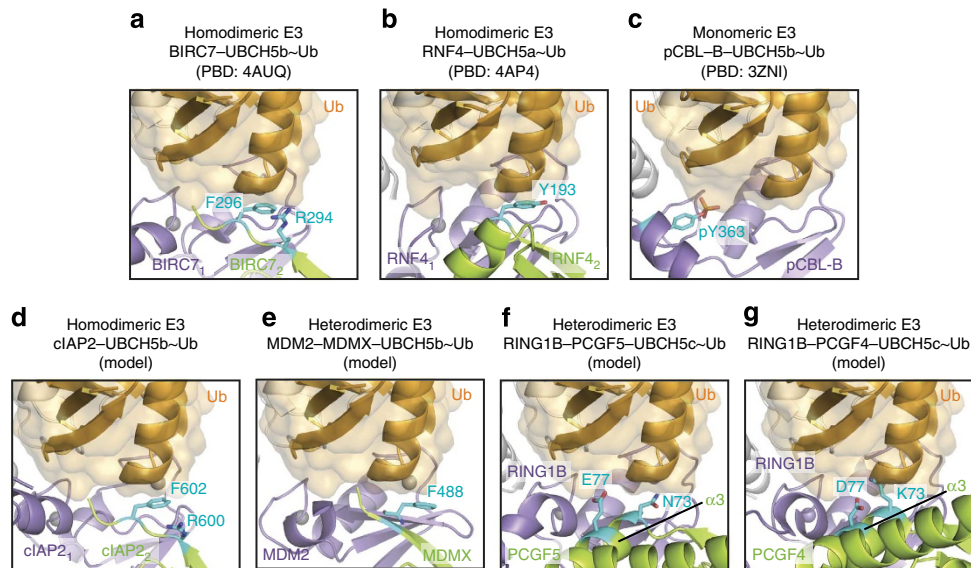 a
Homodimeric E3
BIRC7–UBCH5b~Ub
(PDB: 4AUQ)
Ub
F296
R294
BIRC7₁
BIRC7₂
b
Homodimeric E3
RNF4–UBCH5a~Ub
(PBD: 4AP4)
Ub
Y193
RNF4₁
RNF4₂
c
Monomeric E3
pCBL–B–UBCH5b~Ub
(PBD: 3ZNI)
Ub
pY363
pCBL-B
d
Homodimeric E3
cIAP2–UBCH5b~Ub
(model)
Ub
F602
R600
cIAP2₁
cIAP2₂
e
Heterodimeric E3
MDM2–MDMX–UBCH5b~Ub
(model)
Ub
F488
MDM2
MDMX
f
Heterodimeric E3
RING1B–PCGF5–UBCH5c~Ub
(model)
Ub
RING1B
E77
N73
α3
PCGF5
g
Heterodimeric E3
RING1B–PCGF4–UBCH5c~Ub
(model)
Ub
RING1B
D77
K73
α3
PCGF4